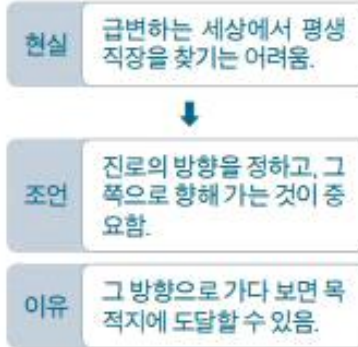 현실
급변하는 세상에서 평생
직장을 찾기는 어려움.
조언
진로의 방향을 정하고, 그
쪽으로 향해 가는 것이 중
요함.
이유
그 방향으로 가다 보면 목
적지에 도달할 수 있음.